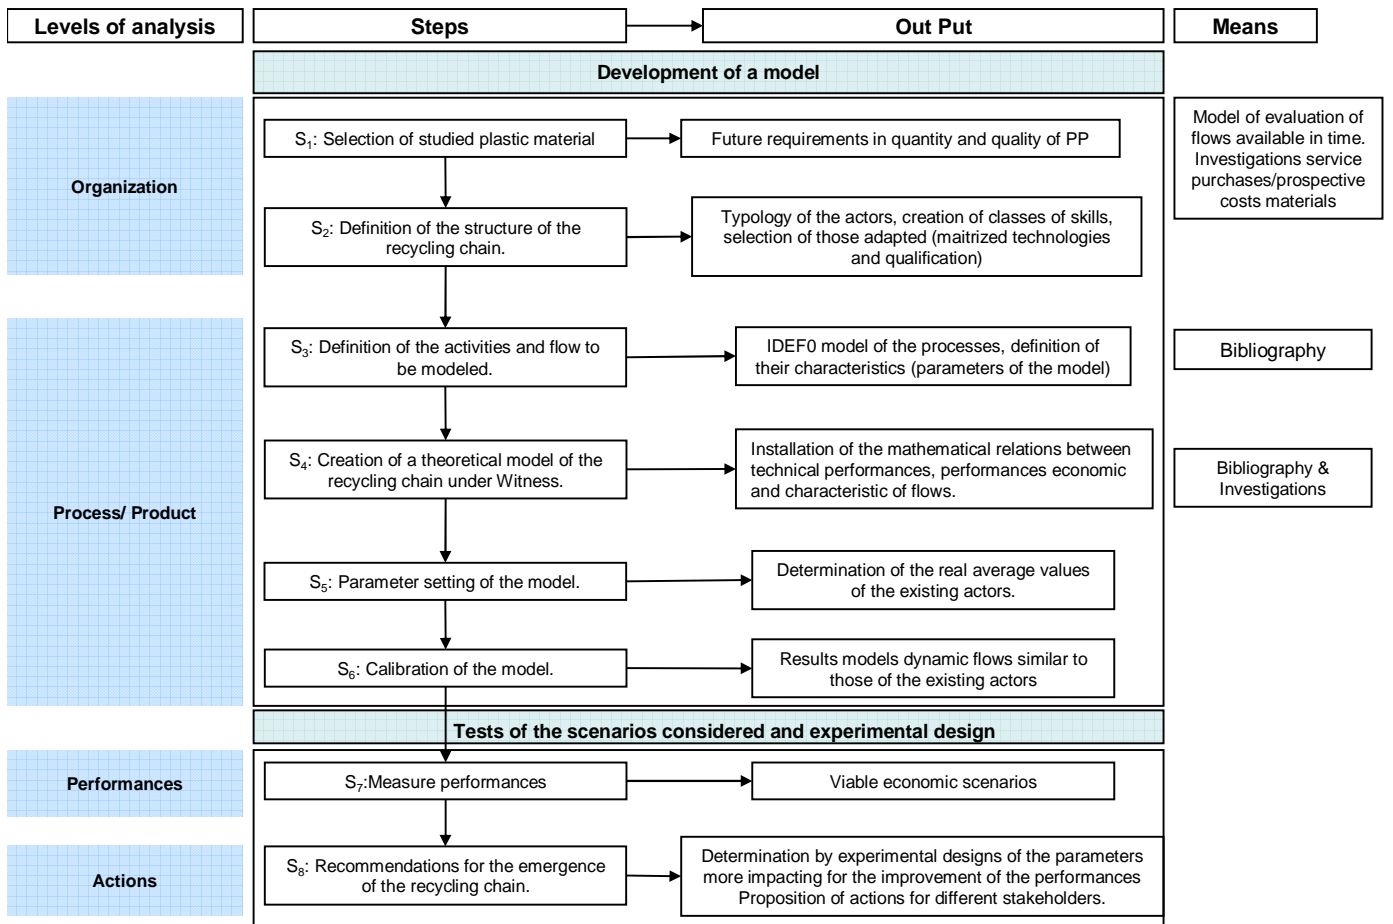 Levels of analysis
Steps
Out Put
Means
Development of a model
Organization
S1: Selection of studied plastic material
Future requirements in quantity and quality of PP
Model of evaluation of
flows available in time.
Investigations service
purchases/prospective
costs materials
S2: Definition of the structure of the
recycling chain.
Typology of the actors, creation of classes of skills,
selection of those adapted (maitrized technologies
and qualification)
Process/ Product
S3: Definition of the activities and flow to
be modeled.
IDEF0 model of the processes, definition of
their characteristics (parameters of the model)
Bibliography
S4: Creation of a theoretical model of the
recycling chain under Witness.
Installation of the mathematical relations between
technical performances, performances economic
and characteristic of flows.
Bibliography &
Investigations
S5: Parameter setting of the model.
Determination of the real average values
of the existing actors.
S6: Calibration of the model.
Results models dynamic flows similar to
those of the existing actors
Tests of the scenarios considered and experimental design
Performances
S7:Measure performances
Viable economic scenarios
Actions
S8: Recommendations for the emergence
of the recycling chain.
Determination by experimental designs of the parameters
more impacting for the improvement of the performances
Proposition of actions for different stakeholders.